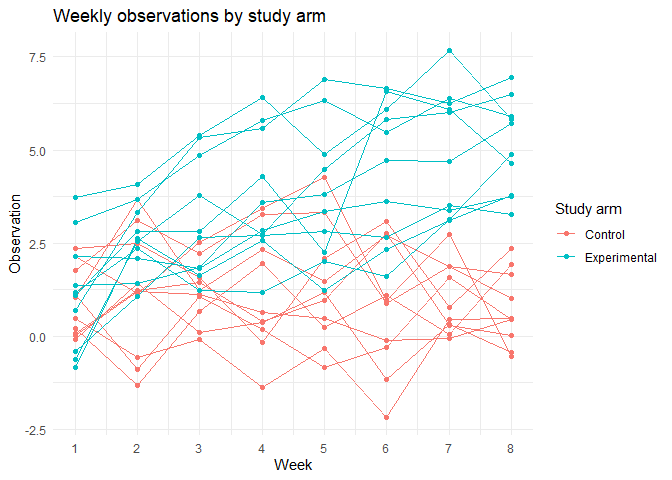 Weekly observations by study arm
7.5
5.0
2.5
0.0
-2.5
Observation
1 2 3 4 5 6 7 8
Week
Study arm
Control
Experimental